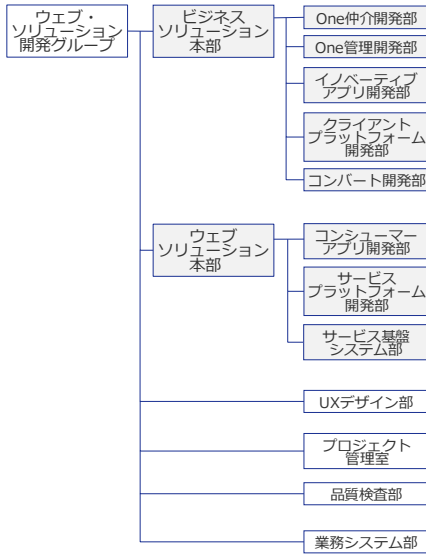 ウェブ・
ソリューション
開発グループ
ビジネス
ソリューション
本部
One仲介開発部
One管理開発部
イノベーティブ
アプリ開発部
クライアント
プラットフォーム
開発部
コンバート開発部
ウェブ
ソリューション
本部
コンシューマー
アプリ開発部
サービス
プラットフォーム
開発部
サービス基盤
システム部
UXデザイン部
プロジェクト
管理室
品質検査部
業務システム部